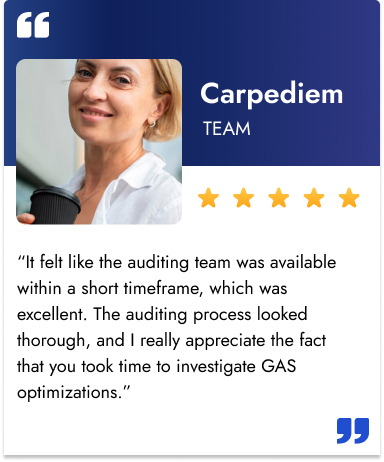 Carpediem
TEAM
“It felt like the auditing team was available
within a short timeframe, which was
excellent. The auditing process looked
thorough, and I really appreciate the fact
that you took time to investigate GAS
optimizations.”